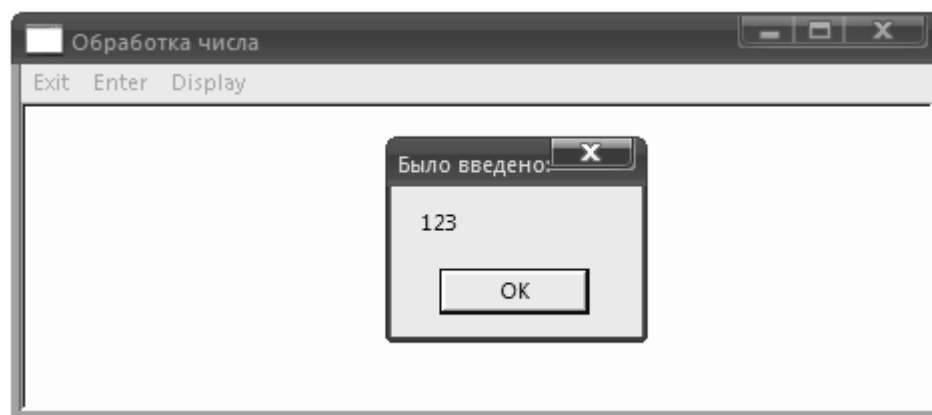 Обработка числа
Exit Enter Display
Было введено:
123
OK